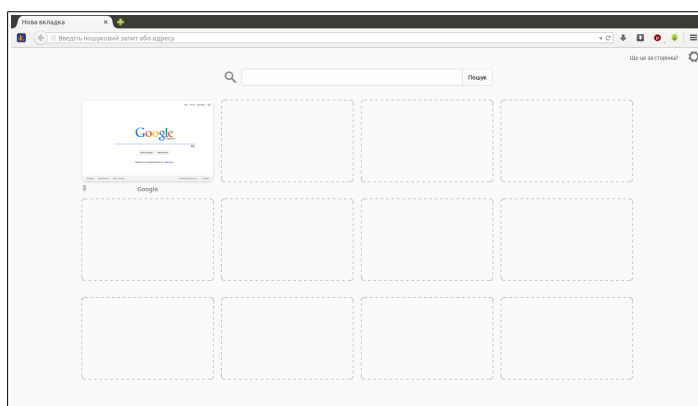 Нова вкладка
Введіть пошуковий запит або адресу
Що це за сторінка?
Пошук
Google
Google